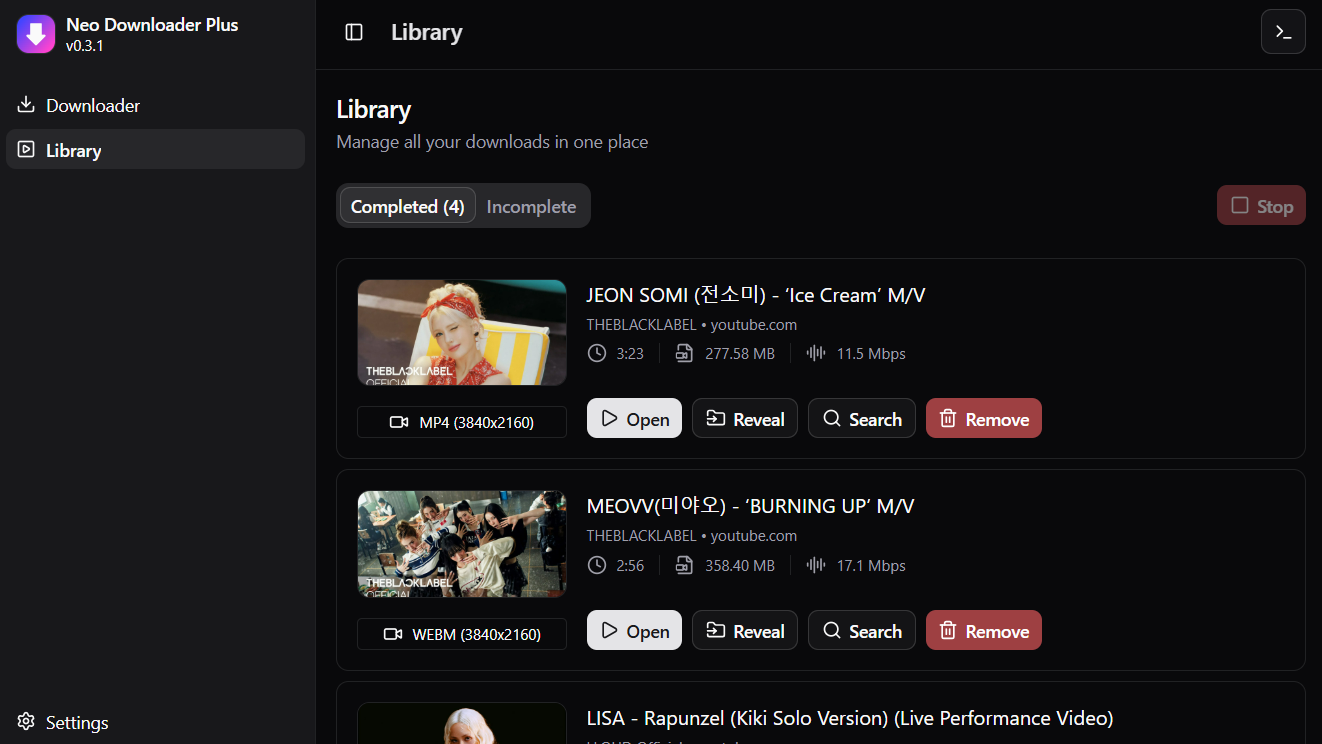 Neo Downloader Plus
v0.3.1
Downloader
Library
Settings
Library
Library
Manage all your downloads in one place
Completed (4)
Incomplete
Stop
THEBLACKLABEL
OFFICIAL
MP4 (3840x2160)
JEON SOMI (전소미) - ‘Ice Cream’ M/V
THEBLACKLABEL • youtube.com
3:23 277.58 MB 11.5 Mbps
Open Reveal Search Remove
THEBLACKLABEL
OFFICIAL
WEBM (3840x2160)
MEOVV(미야오) - ‘BURNING UP’ M/V
THEBLACKLABEL • youtube.com
2:56 358.40 MB 17.1 Mbps
Open Reveal Search Remove
LISA - Rapunzel (Kiki Solo Version) (Live Performance Video)